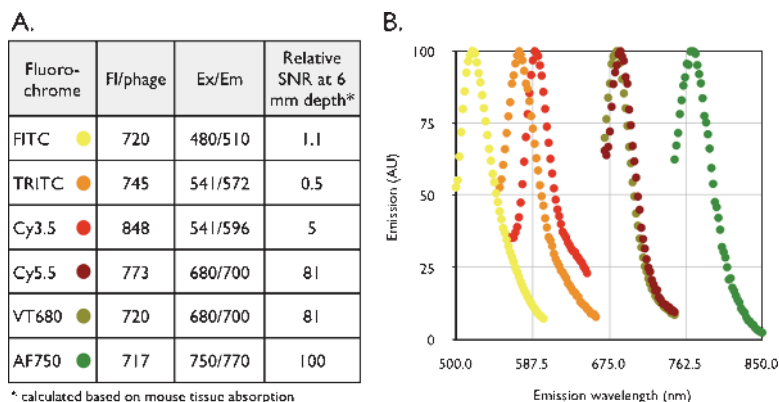 A.
Fluoro-
chrome
Fl/phage
Ex/Em
Relative
SNR at 6
mm depth*
FITC 720 480/510 1.1
TRITC 745 541/572 0.5
Cy3.5 848 541/596 5
Cy5.5 773 680/700 81
VT680 720 680/700 81
AF750 717 750/770 100
* calculated based on mouse tissue absorption
B.
Emission (AU)
100
75
50
25
0
500.0 587.5 675.0 762.5 850.0
Emission wavelength (nm)